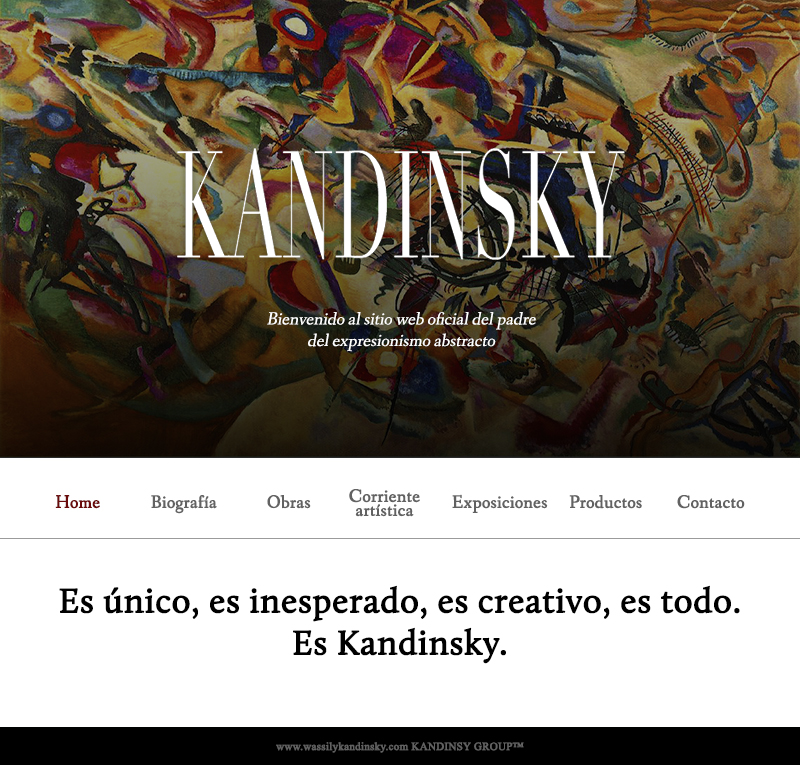 KANDINSKY
Bienvenido al sitio web oficial del padre
del expresionismo abstracto
Home
Biografía
Obras
Corriente
artística
Exposiciones
Productos
Contacto
Es único, es inesperado, es creativo, es todo.
Es Kandinsky.
www.wassilykandinsky.com KANDINSY GROUP™